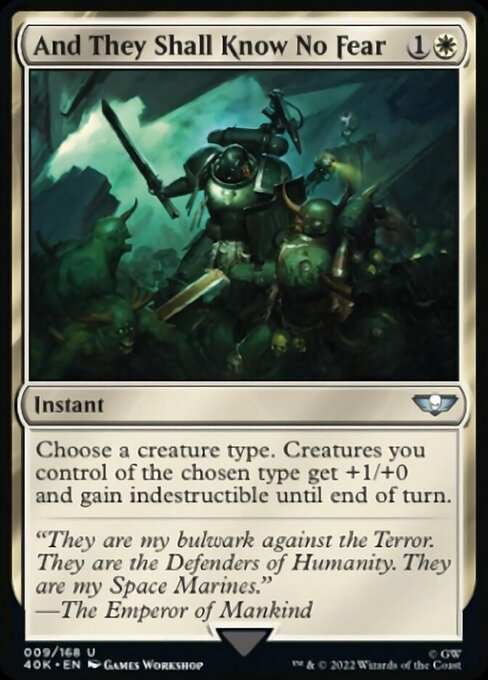 And They Shall Know No Fear 1
Instant
Choose a creature type. Creatures you
control of the chosen type get +1/+0
and gain indestructible until end of turn.
“They are my bulwark against the Terror.
They are the Defenders of Humanity. They
are my Space Marines.”
—The Emperor of Mankind
009/168 U
© GW
40K • EN Games Workshop
™ & © 2022 Wizards of the Coast